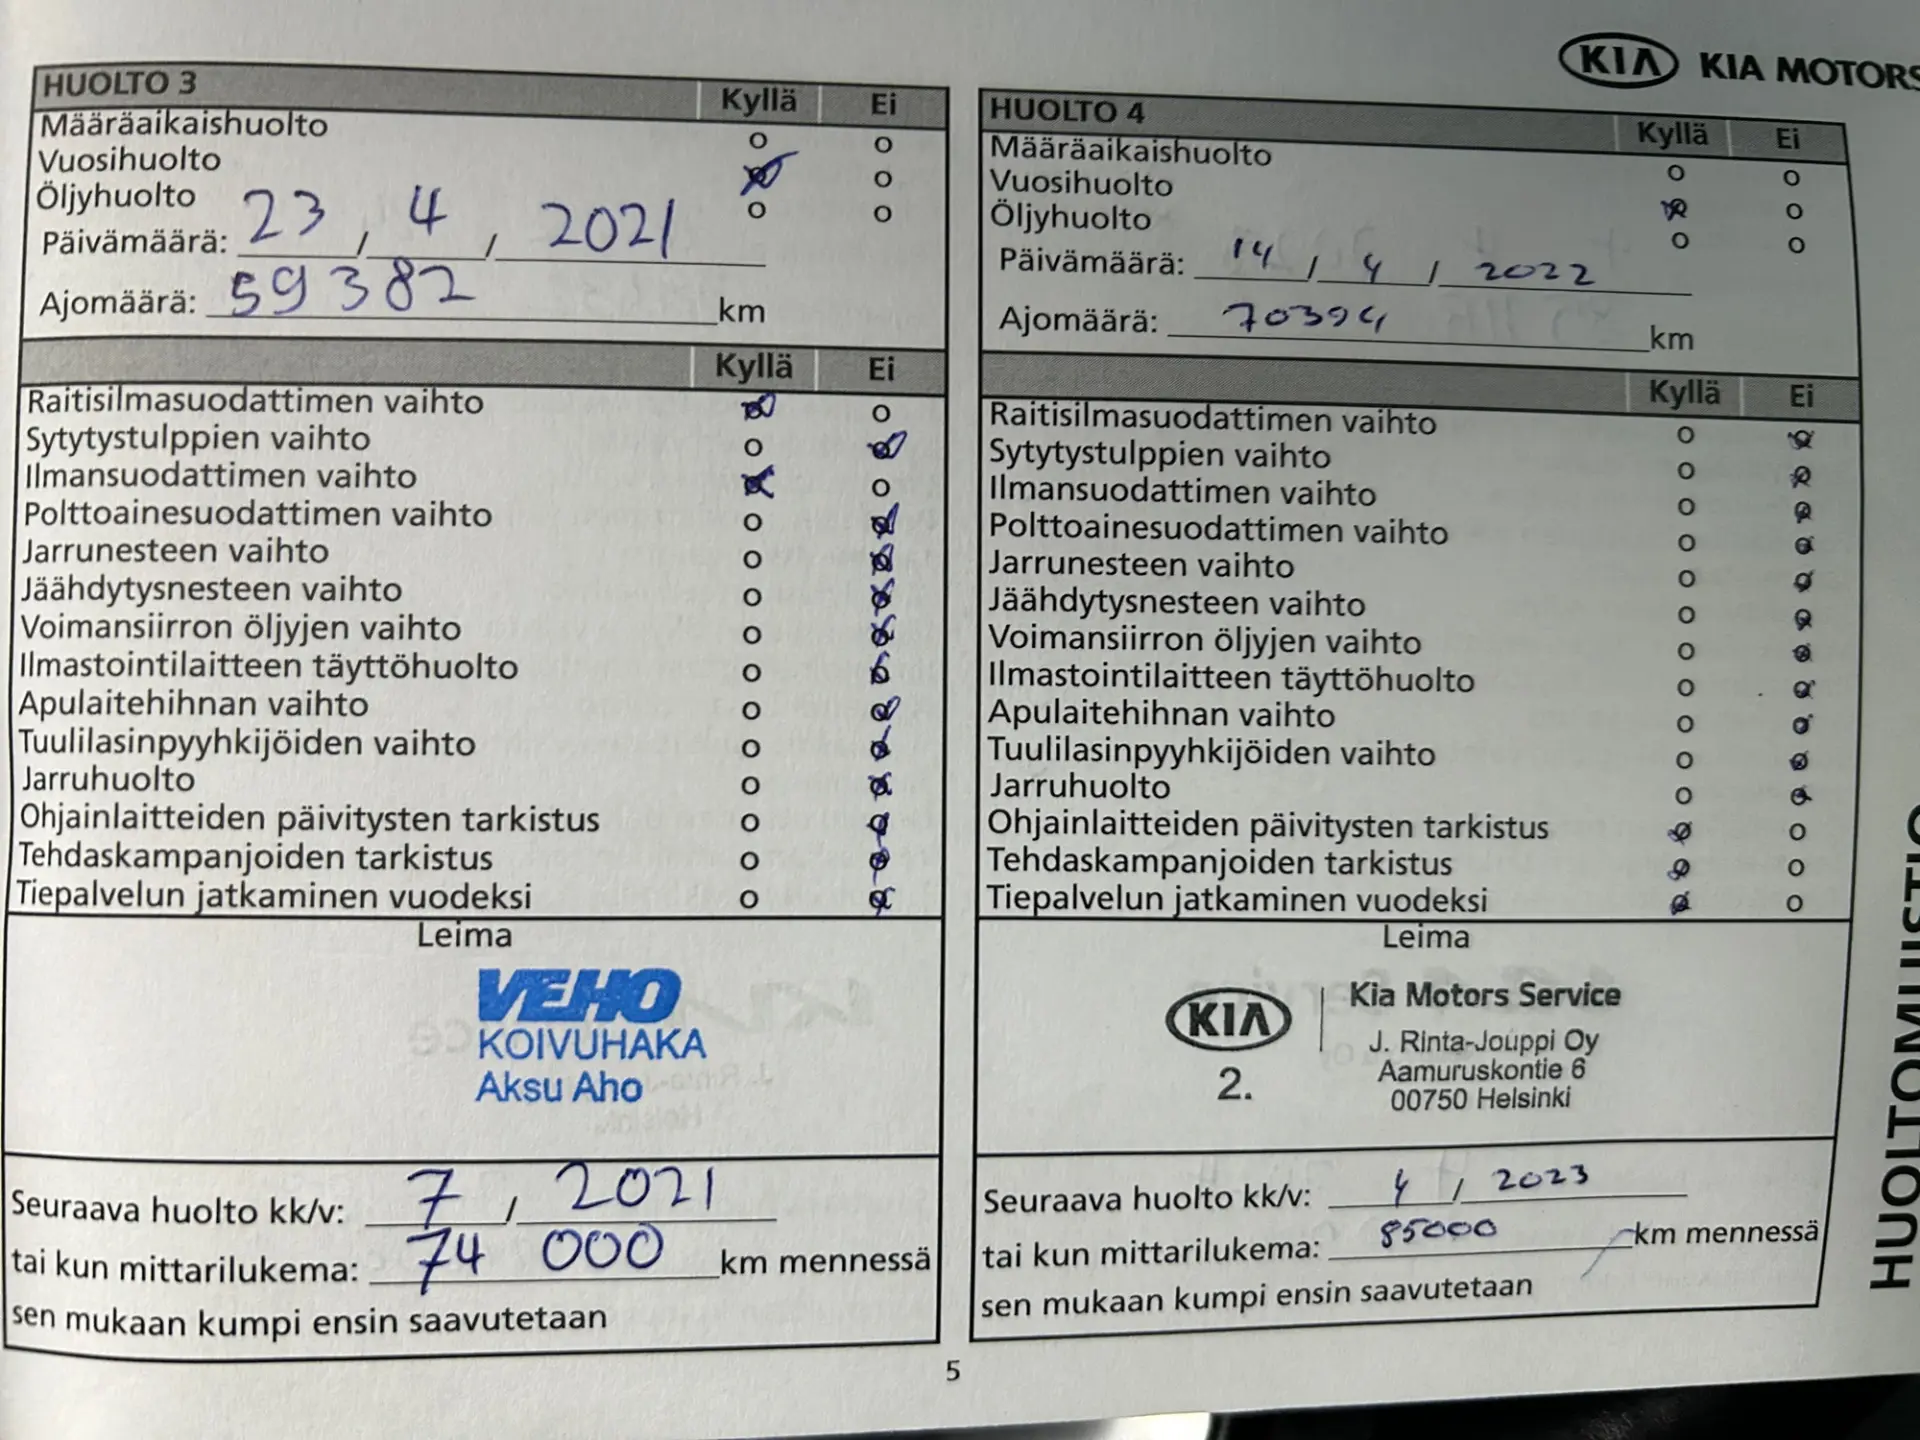 KIA KIA MOTORS
HUOLTO 3 Kyllä Ei
Määräaikaishuolto o o
Vuosihuolto o
Öljyhuolto o o
Päivämäärä: 23 / 4 / 2021
Ajomäärä: 59 382 km
Kyllä Ei
Raitisilmasuodattimen vaihto o
Sytytystulppien vaihto o
Ilmansuodattimen vaihto o
Polttoainesuodattimen vaihto o
Jarrunesteen vaihto o
Jäähdytysnesteen vaihto o
Voimansiirron öljyjen vaihto o
Ilmastointilaitteen täyttöhuolto o
Apulaitehihnan vaihto o
Tuulilasinpyyhkijöiden vaihto o
Jarruhuolto o
Ohjainlaitteiden päivitysten tarkistus o
Tehdaskampanjoiden tarkistus o
Tiepalvelun jatkaminen vuodeksi o
Leima
VEHO
KOIVUHAKA
Aksu Aho
Seuraava huolto kk/v: 7 / 2021
tai kun mittarilukema: 74 000 km mennessä
sen mukaan kumpi ensin saavutetaan
HUOLTO 4 Kyllä Ei
Määräaikaishuolto o o
Vuosihuolto o
Öljyhuolto o o
Päivämäärä: 14 / 4 / 2022
Ajomäärä: 70394 km
Kyllä Ei
Raitisilmasuodattimen vaihto o
Sytytystulppien vaihto o
Ilmansuodattimen vaihto o
Polttoainesuodattimen vaihto o
Jarrunesteen vaihto o
Jäähdytysnesteen vaihto o
Voimansiirron öljyjen vaihto o
Ilmastointilaitteen täyttöhuolto o
Apulaitehihnan vaihto o
Tuulilasinpyyhkijöiden vaihto o
Jarruhuolto o
Ohjainlaitteiden päivitysten tarkistus o
Tehdaskampanjoiden tarkistus o
Tiepalvelun jatkaminen vuodeksi o
Leima
KIA
2.
Kia Motors Service
J. Rinta-Jouppi Oy
Aamuruskontie 6
00750 Helsinki
Seuraava huolto kk/v: 4 / 2023
tai kun mittarilukema: 85000 km mennessä
sen mukaan kumpi ensin saavutetaan
5
HUOLTOMUISTIO